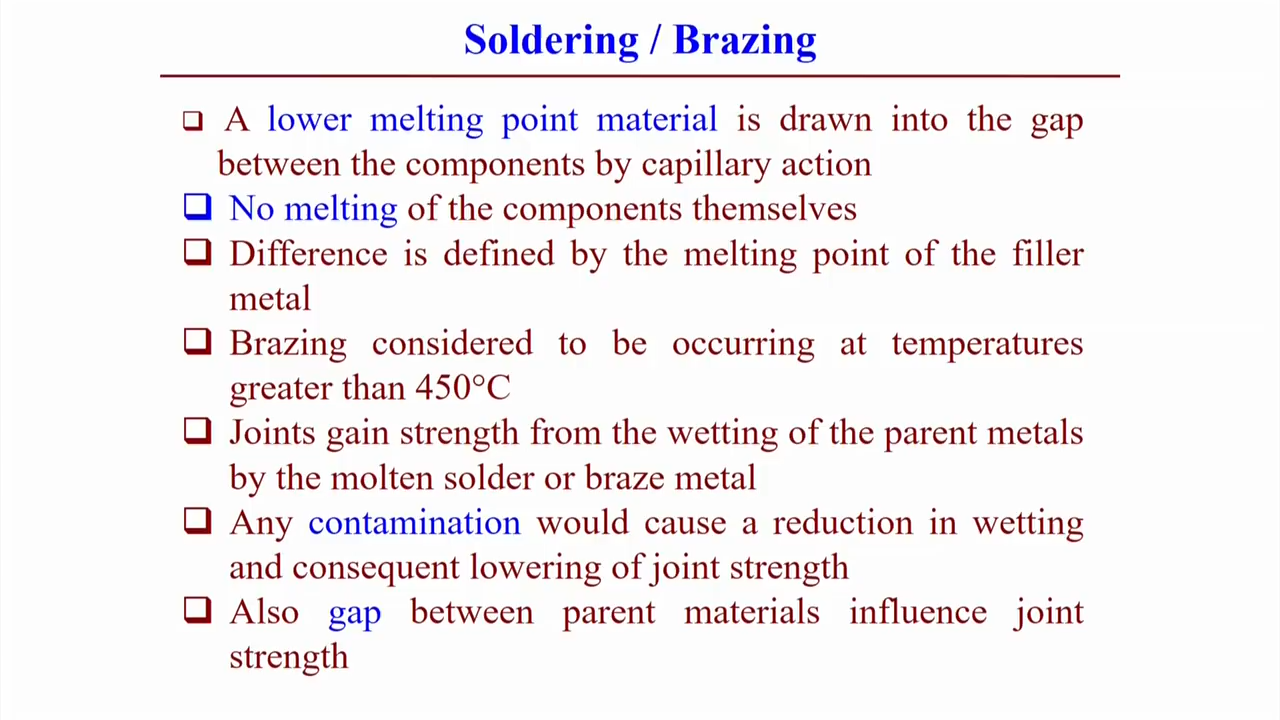 Soldering / Brazing
❑ A lower melting point material is drawn into the gap
between the components by capillary action
❑ No melting of the components themselves
❑ Difference is defined by the melting point of the filler
metal
❑ Brazing considered to be occurring at temperatures
greater than 450°C
❑ Joints gain strength from the wetting of the parent metals
by the molten solder or braze metal
❑ Any contamination would cause a reduction in wetting
and consequent lowering of joint strength
❑ Also gap between parent materials influence joint
strength